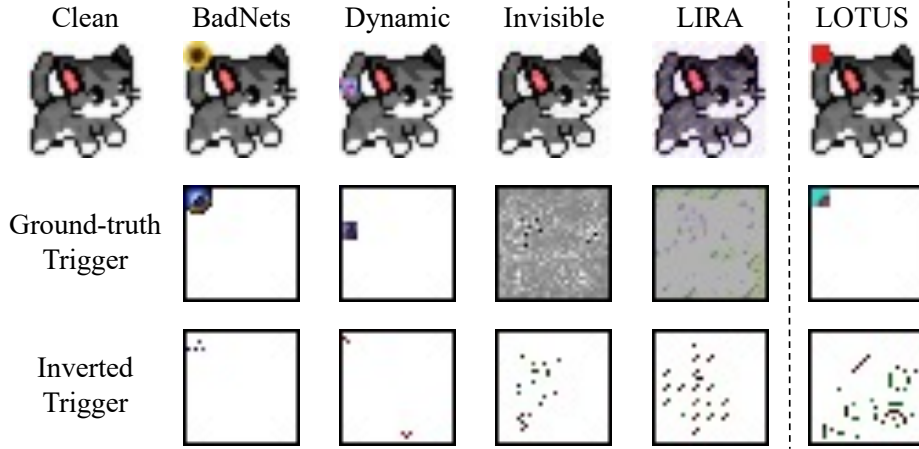 Clean BadNets Dynamic Invisible LIRA LOTUS
Ground-truth
Trigger
Inverted
Trigger